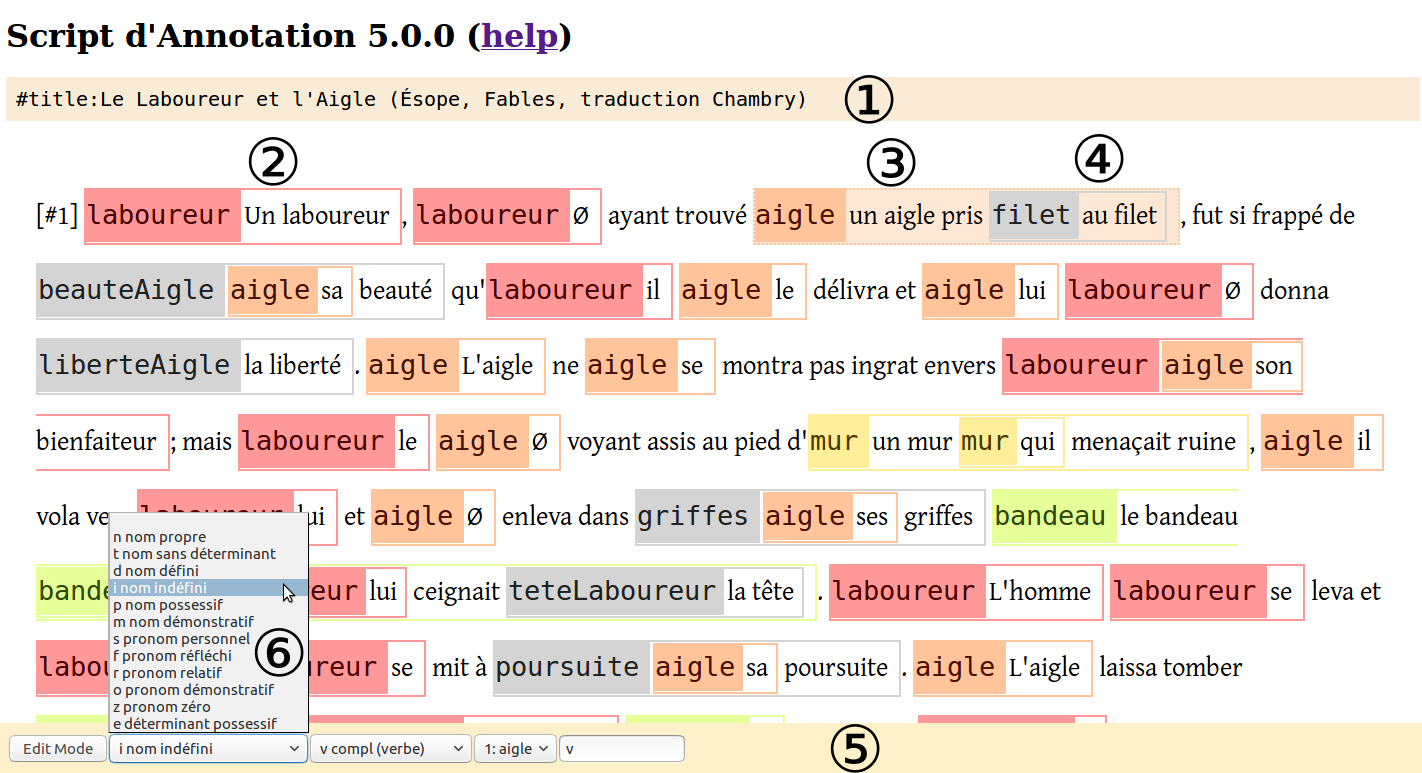 Script d'Annotation 5.0.0 (help)
#title:Le Laboureur et l'Aigle (Ésope, Fables, traduction Chambry) ①
② ③ ④
[#1] laboureur Un laboureur , laboureur Ø ayant trouvé aigle un aigle pris filet au filet , fut si frappé de
beauteAigle aigle sa beauté qu' laboureur il aigle le délivra et aigle lui laboureur Ø donna
liberteAigle la liberté . aigle L'aigle ne aigle se montra pas ingrat envers laboureur aigle son
bienfaiteur ; mais laboureur le aigle Ø voyant assis au pied d' mur un mur mur qui menaçait ruine , aigle il
vola lui et aigle Ø enleva dans griffes aigle ses griffes bandeau le bandeau
lui ceignait teteLaboureur la tête . laboureur L'homme laboureur se leva et
se mit à poursuite aigle sa poursuite . aigle L'aigle laissa tomber
n nom propre
t nom sans déterminant
d nom défini
i nom indéfini
p nom possessif
m nom démonstratif
s pronom personnel
f pronom réfléchi
r pronom relatif
o pronom démonstratif
z pronom zéro
e déterminant possessif
⑥
Edit Mode i nom indéfini v compl (verbe) 1: aigle v ⑤